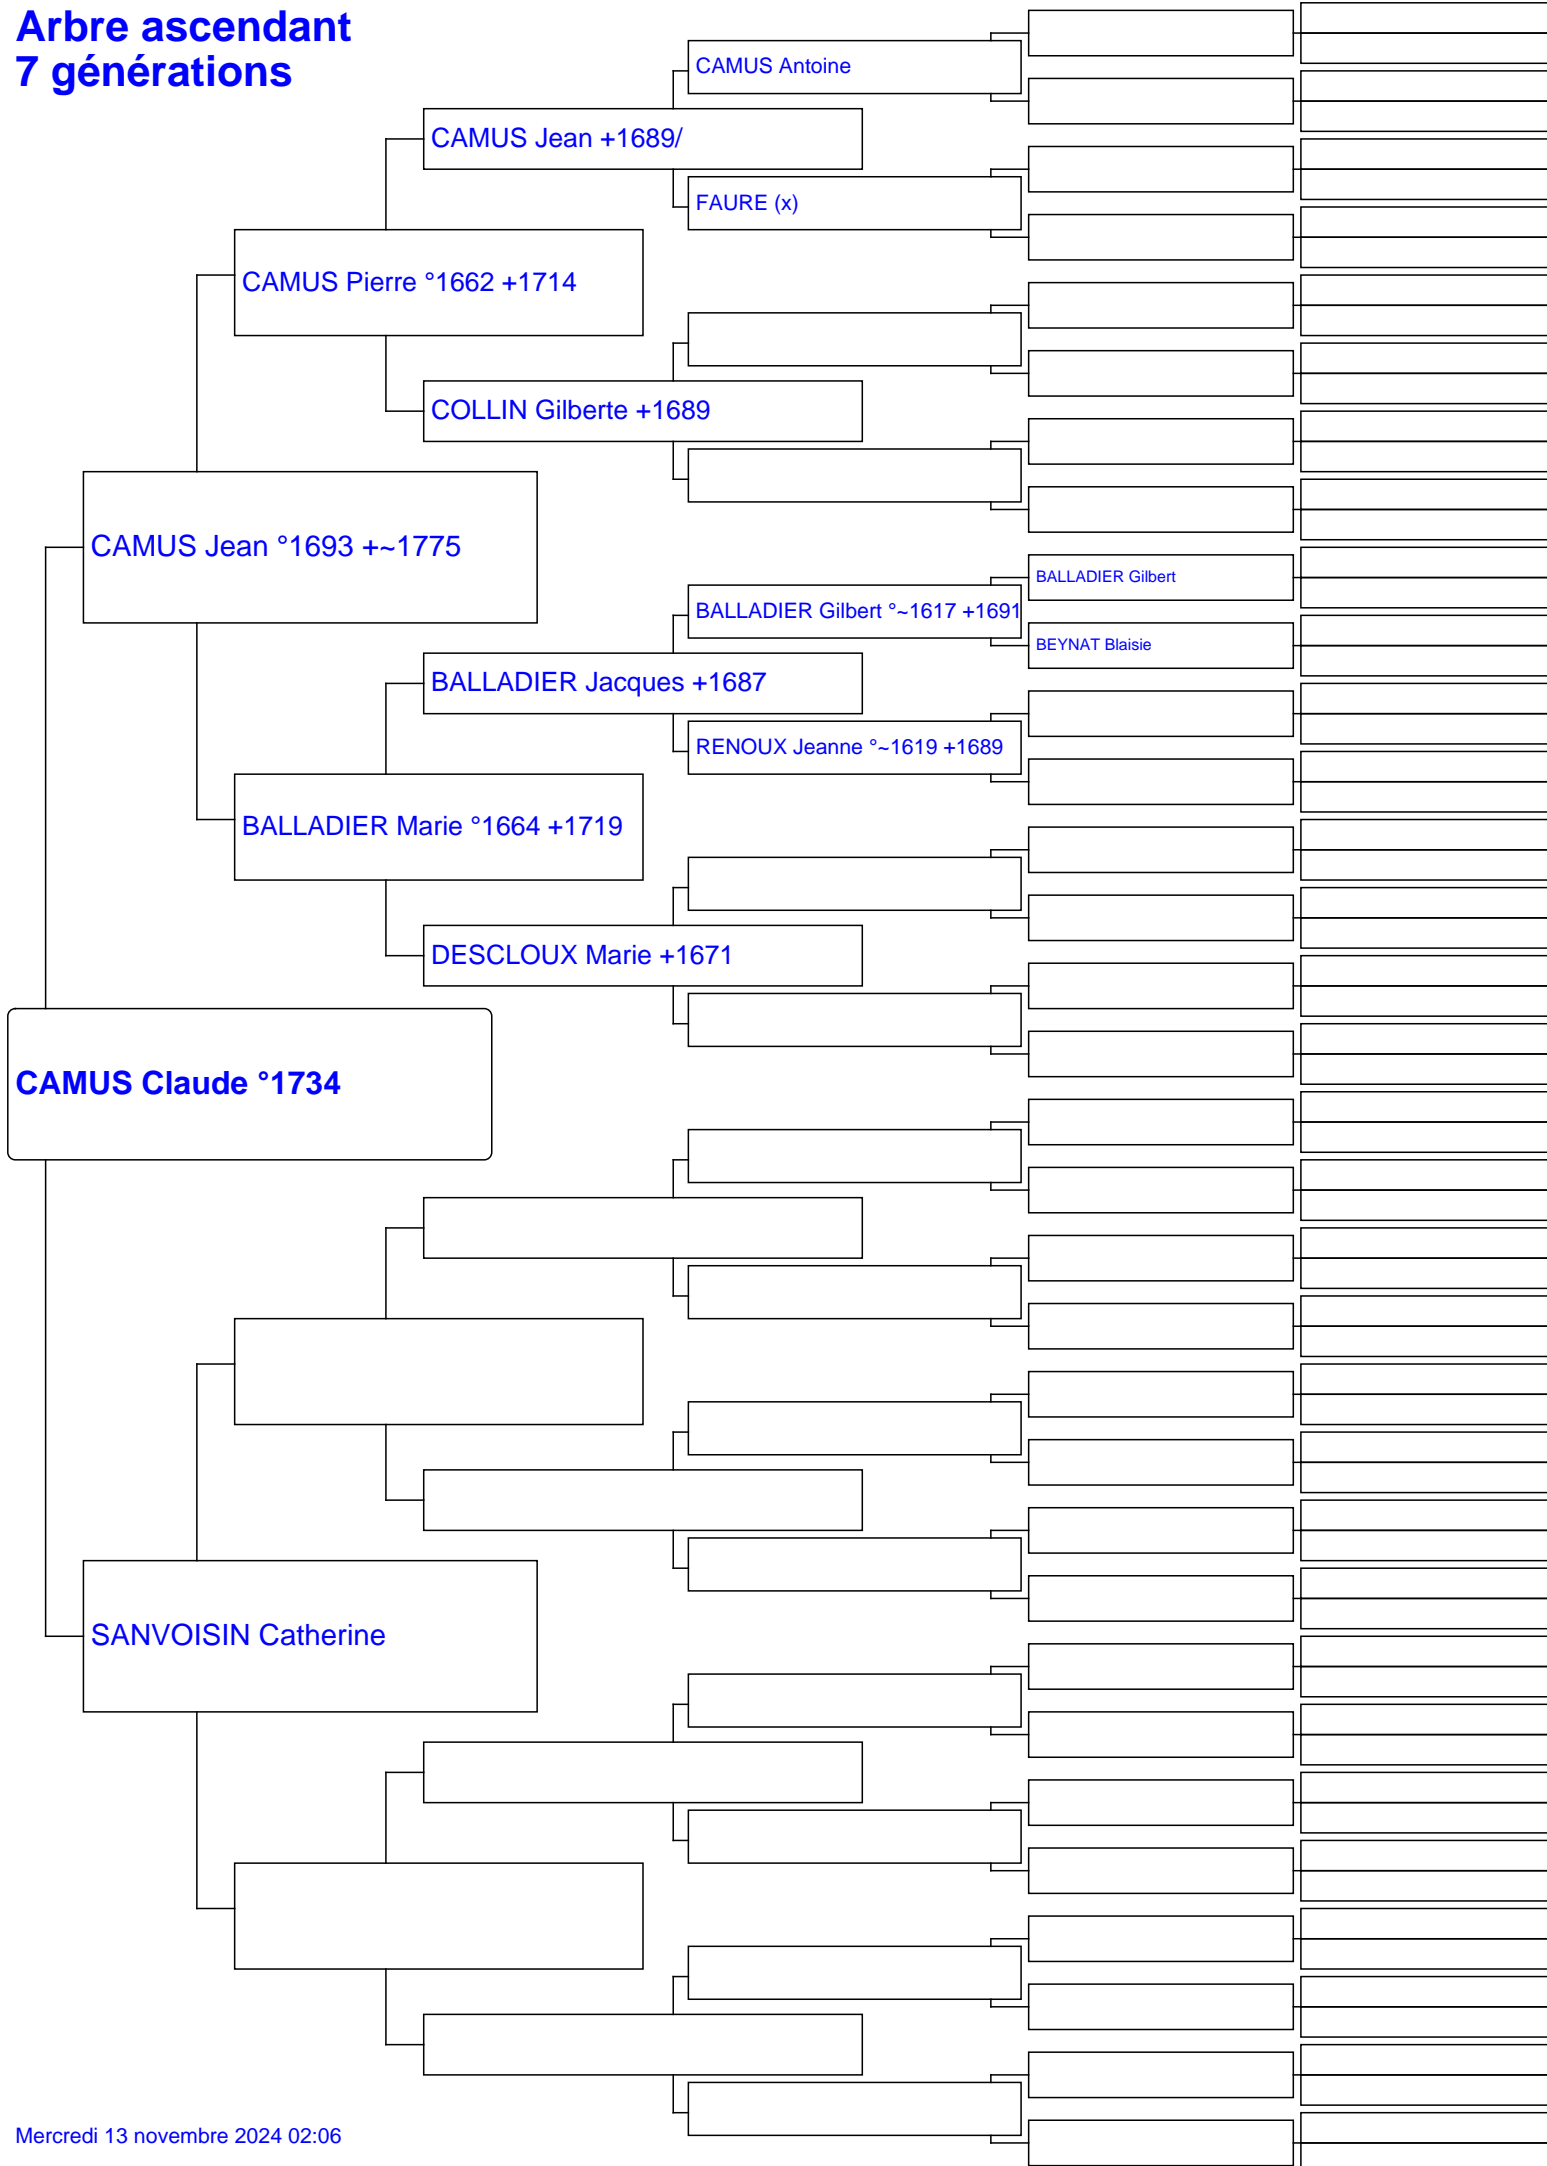 Arbre ascendant
7 générations
CAMUS Antoine
CAMUS Jean +1689/
FAURE (x)
CAMUS Pierre °1662 +1714
COLLIN Gilberte +1689
CAMUS Jean °1693 +~1775
BALLADIER Gilbert
BALLADIER Gilbert °~1617 +1691
BEYNAT Blaisie
BALLADIER Jacques +1687
RENOUX Jeanne °~1619 +1689
BALLADIER Marie °1664 +1719
DESCLOUX Marie +1671
CAMUS Claude °1734
SANVOISIN Catherine
Mercredi 13 novembre 2024 02:06